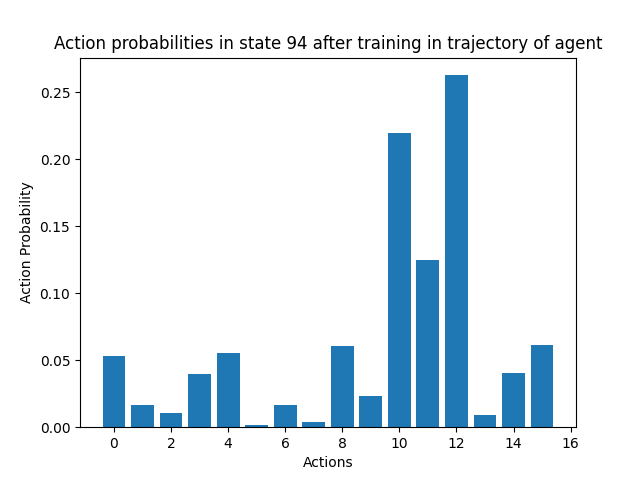 Action probabilities in state 94 after training in trajectory of agent
Action Probability
0.25
0.20
0.15
0.10
0.05
0.00
0 2 4 6 8 10 12 14 16
Actions